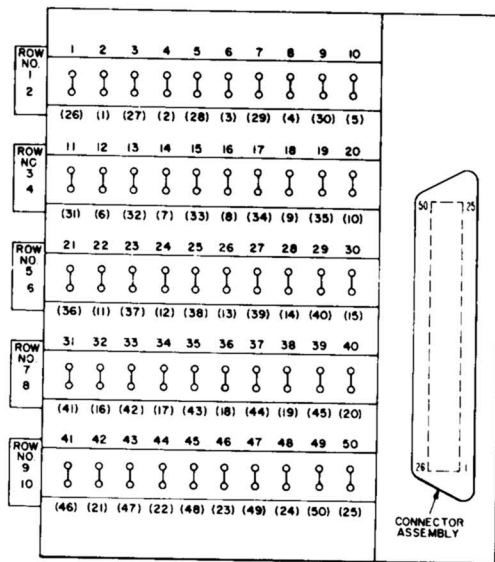 ROW NO. 1 2
1 2 3 4 5 6 7 8 9 10
(26) (1) (27) (2) (28) (3) (29) (4) (30) (5)
ROW NO 3 4
11 12 13 14 15 16 17 18 19 20
(31) (6) (32) (7) (33) (8) (34) (9) (35) (10)
ROW NO. 5 6
21 22 23 24 25 26 27 28 29 30
(36) (11) (37) (12) (38) (13) (39) (14) (40) (15)
ROW NO. 7 8
31 32 33 34 35 36 37 38 39 40
(41) (16) (42) (17) (43) (18) (44) (19) (45) (20)
ROW NO. 9 10
41 42 43 44 45 46 47 48 49 50
(46) (21) (47) (22) (48) (23) (49) (24) (50) (25)
50 25
26 1
CONNECTOR
ASSEMBLY